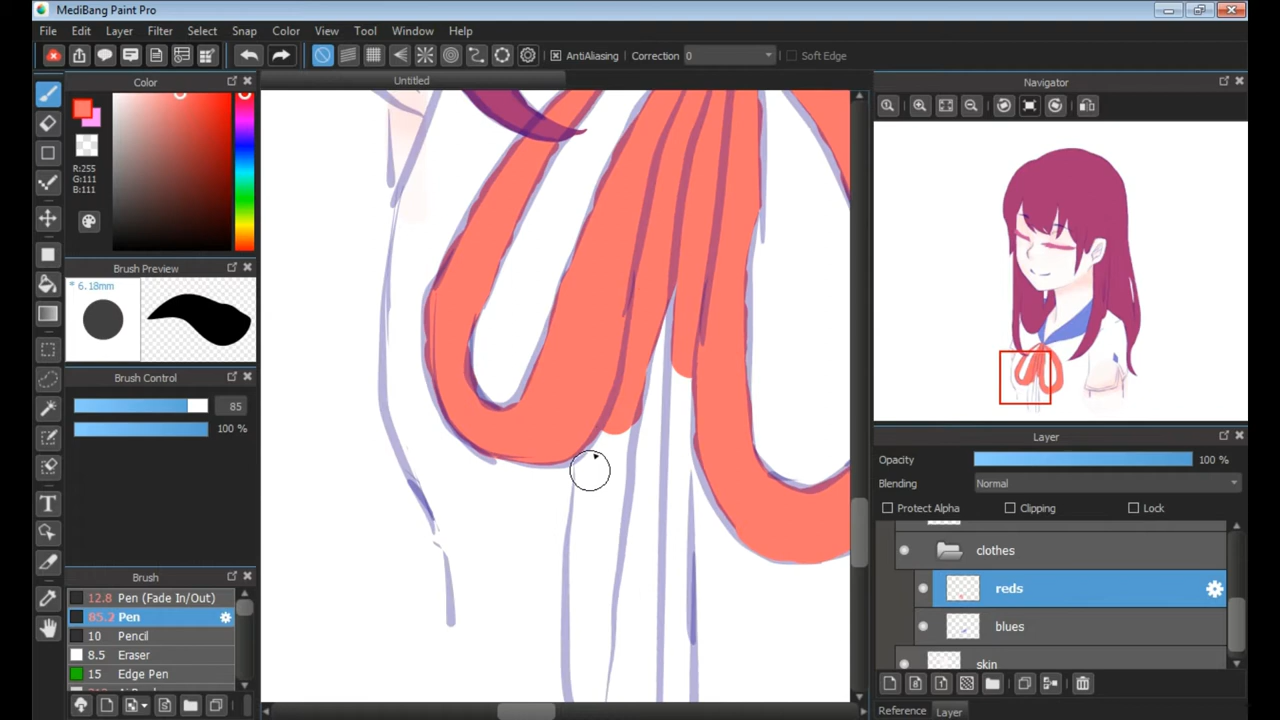 MediBang Paint Pro
File Edit Layer Filter Select Snap Color View Tool Window Help
AntiAliasing Correction 0 Soft Edge
Color
Untitled
Navigator
R:255
G:111
B:111
Brush Preview
* 6.18mm
Brush Control
85
100 %
Brush
12.8 Pen (Fade In/Out)
85.2 Pen
10 Pencil
8.5 Eraser
15 Edge Pen
Layer
Opacity 100 %
Blending Normal
Protect Alpha Clipping Lock
clothes
reds
blues
skin
Reference Layer